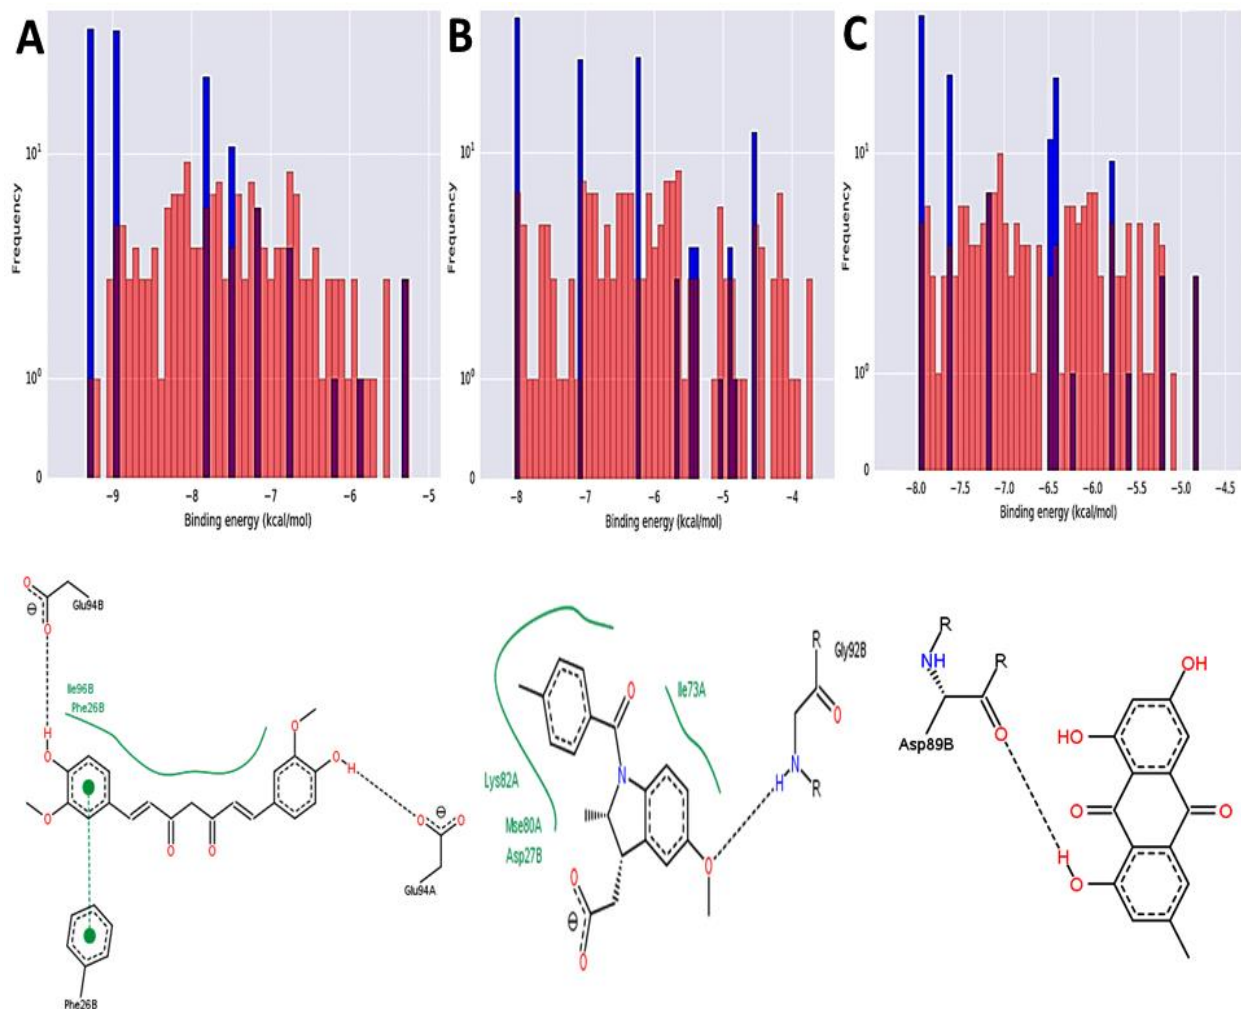 A
B
C
Frequency
10¹
10⁰
0
−9
−8
−7
−6
−5
Binding energy (kcal/mol)
Frequency
10¹
10⁰
0
−8
−7
−6
−5
−4
Binding energy (kcal/mol)
Frequency
10¹
10⁰
0
−8.0
−7.5
−7.0
−6.5
−6.0
−5.5
−5.0
−4.5
Binding energy (kcal/mol)
O
⊖
O
Glu94B
Ile96B
Phe26B
H
O
O
O
O
O
O
H
O
⊖
O
Glu94A
Phe26B
O
N
Lys82A
Mse80A
Asp27B
Ile73A
R
Gly92B
O
N
H
R
O
O
⊖
O
R
NH
R
O
Asp89B
OH
HO
O
O
H
O